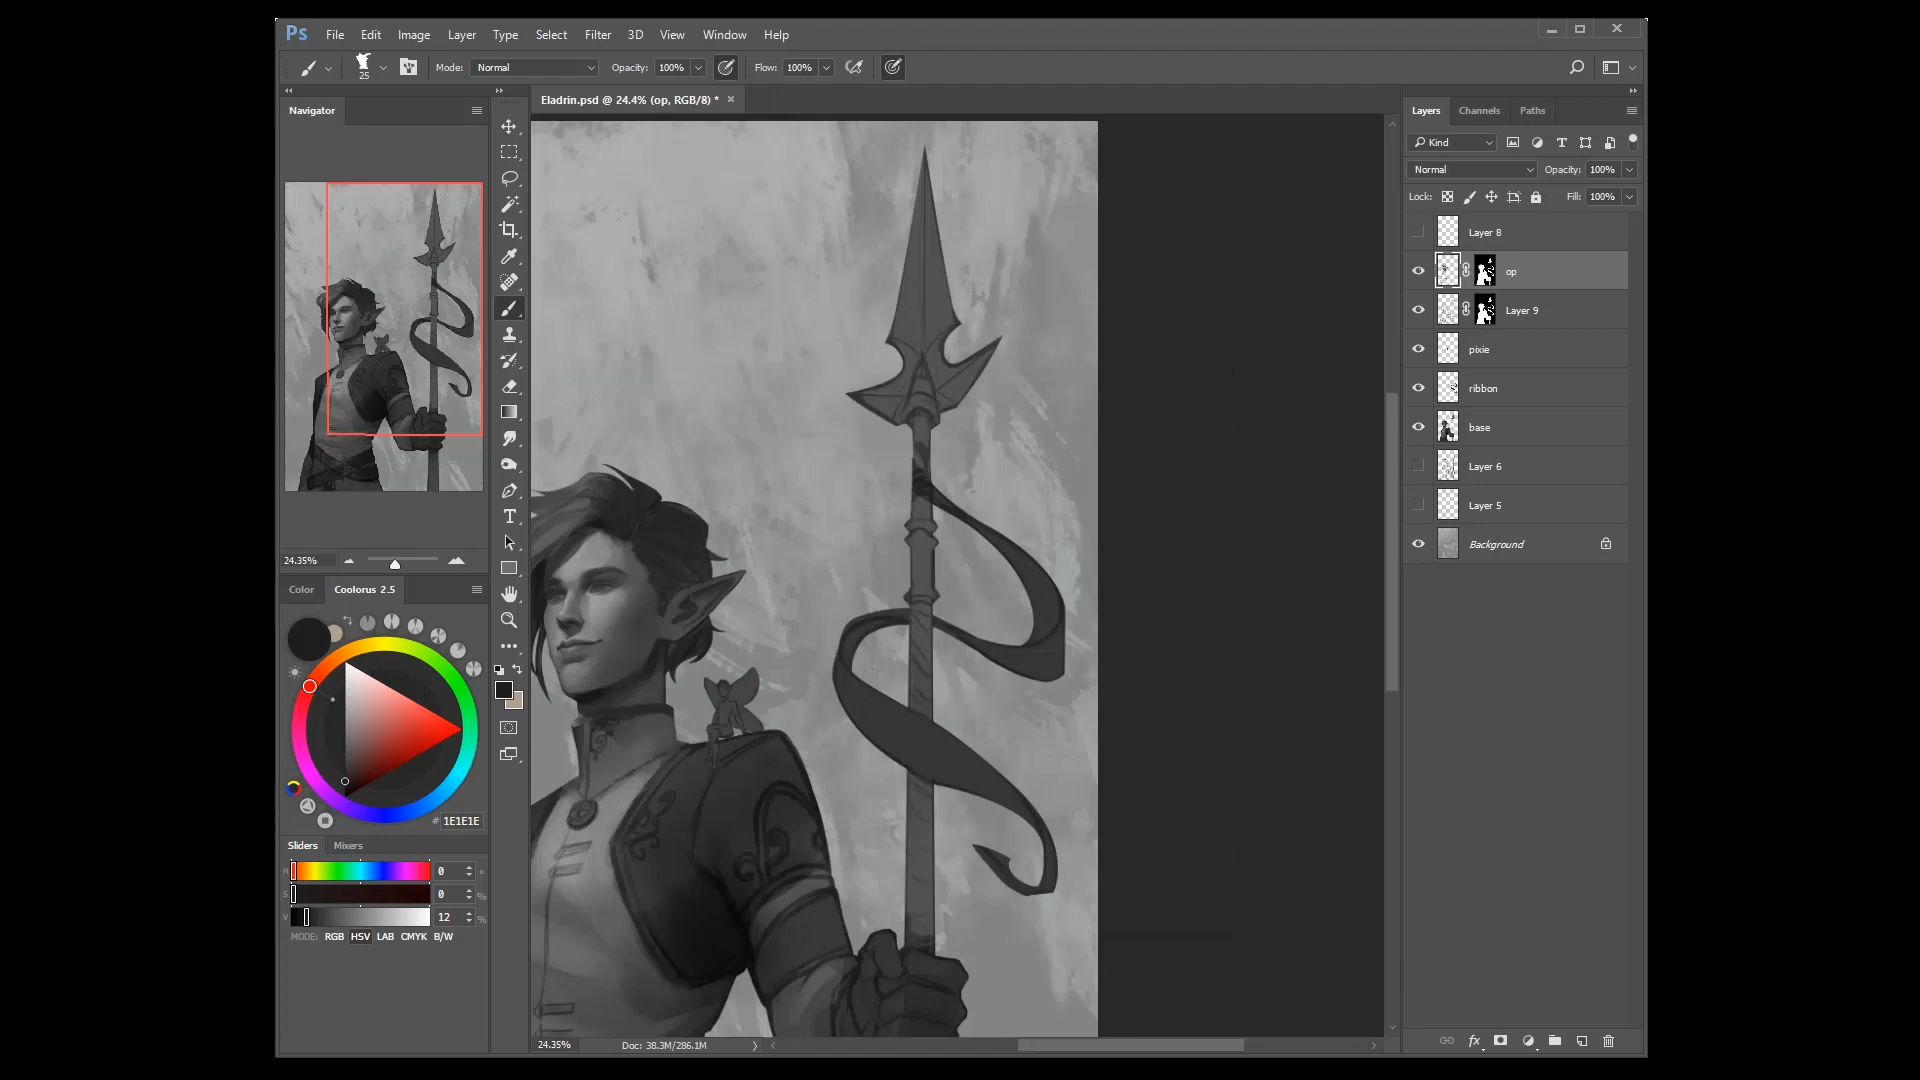 Ps File Edit Image Layer Type Select Filter 3D View Window Help
25 Mode: Normal Opacity: 100% Flow: 100%
Navigator
Eladrin.psd @ 24.4% (op, RGB/8) *
Layers Channels Paths
Kind
Normal Opacity: 100%
Lock: Fill: 100%
Layer 8
op
Layer 9
pixie
ribbon
base
Layer 6
Layer 5
Background
24.35%
Color Coolorus 2.5
# 1E1E1E
Sliders Mixers
H 0 °
S 0 %
V 12 %
MODE: RGB HSV LAB CMYK B/W
24.35% Doc: 38.3M/286.1M
fx